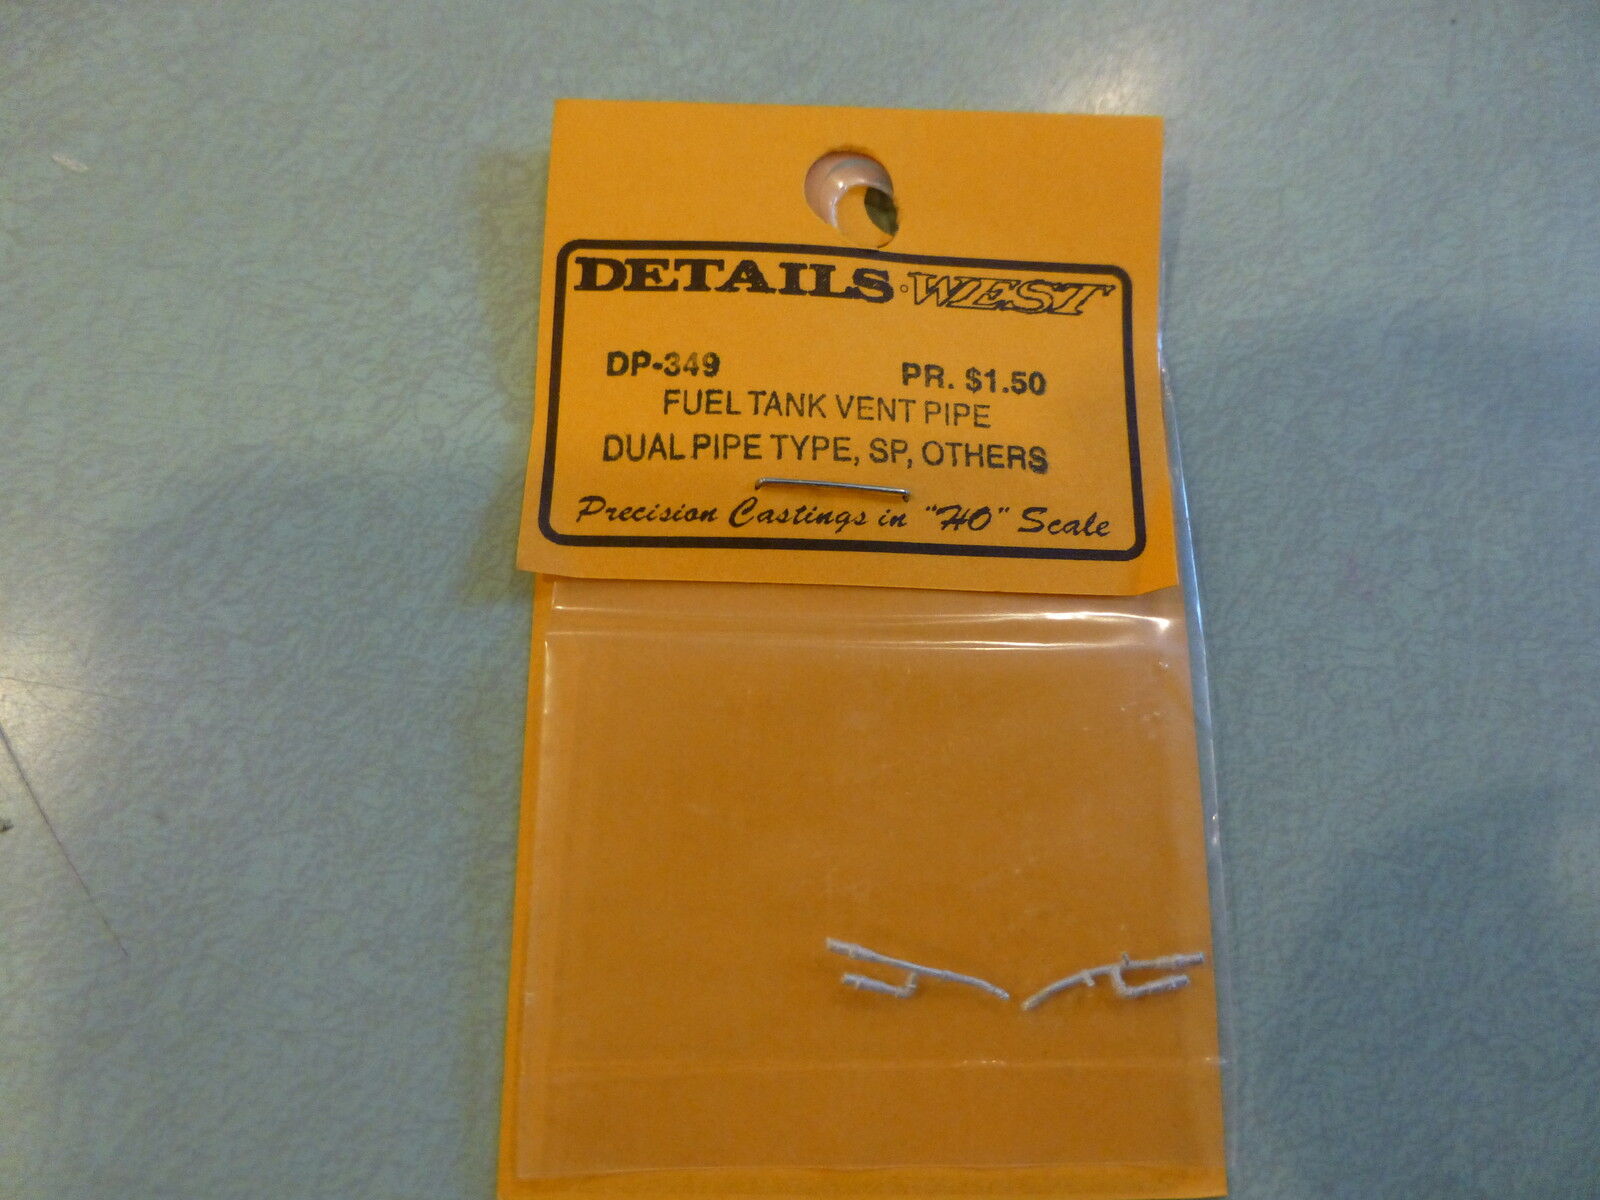 DETAILS WEST
DP-349 PR. $1.50
FUEL TANK VENT PIPE
DUAL PIPE TYPE, SP, OTHERS
Precision Castings in "HO" Scale